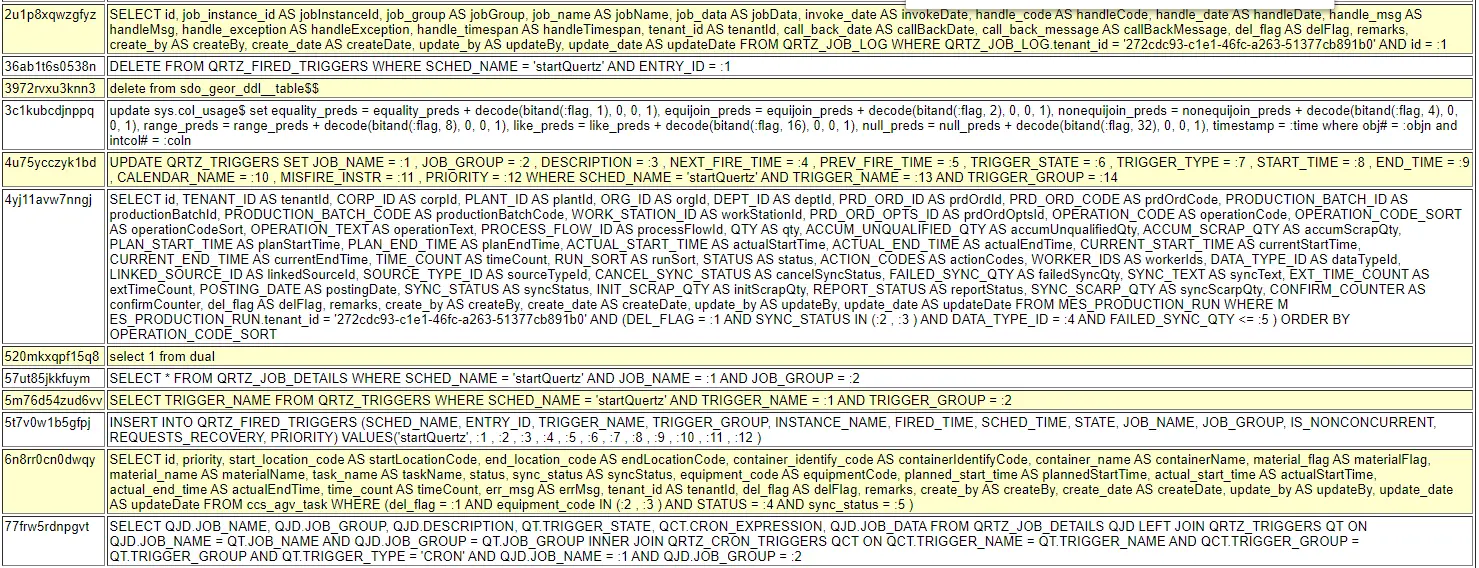 2u1p8xqwzgfyz SELECT id, job_instance_id AS jobInstanceId, job_group AS jobGroup, job_name AS jobName, job_data AS jobData, invoke_date AS invokeDate, handle_code AS handleCode, handle_date AS handleDate, handle_msg AS
handleMsg, handle_exception AS handleException, handle_timespan AS handleTimespan, tenant_id AS tenantId, call_back_date AS callBackDate, call_back_message AS callBackMessage, del_flag AS delFlag, remarks,
create_by AS createBy, create_date AS createDate, update_by AS updateBy, update_date AS updateDate FROM QRTZ_JOB_LOG WHERE QRTZ_JOB_LOG.tenant_id = '272cdc93-c1e1-46fc-a263-51377cb891b0' AND id = :1
36ab1t6s0538n DELETE FROM QRTZ_FIRED_TRIGGERS WHERE SCHED_NAME = 'startQuertz' AND ENTRY_ID = :1
3972rvxu3knn3 delete from sdo_geor_ddl__table$$
3c1kubcdjnppq update sys.col_usage$ set equality_preds = equality_preds + decode(bitand(:flag, 1), 0, 0, 1), equijoin_preds = equijoin_preds + decode(bitand(:flag, 2), 0, 0, 1), nonequijoin_preds = nonequijoin_preds + decode(bitand(:flag, 4), 0,
0, 1), range_preds = range_preds + decode(bitand(:flag, 8), 0, 0, 1), like_preds = like_preds + decode(bitand(:flag, 16), 0, 0, 1), null_preds = null_preds + decode(bitand(:flag, 32), 0, 0, 1), timestamp = :time where obj# = :objn and
intcol# = :coln
4u75ycczyk1bd UPDATE QRTZ_TRIGGERS SET JOB_NAME = :1 , JOB_GROUP = :2 , DESCRIPTION = :3 , NEXT_FIRE_TIME = :4 , PREV_FIRE_TIME = :5 , TRIGGER_STATE = :6 , TRIGGER_TYPE = :7 , START_TIME = :8 , END_TIME = :9
, CALENDAR_NAME = :10 , MISFIRE_INSTR = :11 , PRIORITY = :12 WHERE SCHED_NAME = 'startQuertz' AND TRIGGER_NAME = :13 AND TRIGGER_GROUP = :14
4yj11avw7nngj SELECT id, TENANT_ID AS tenantId, CORP_ID AS corpId, PLANT_ID AS plantId, ORG_ID AS orgId, DEPT_ID AS deptId, PRD_ORD_ID AS prdOrdId, PRD_ORD_CODE AS prdOrdCode, PRODUCTION_BATCH_ID AS
productionBatchId, PRODUCTION_BATCH_CODE AS productionBatchCode, WORK_STATION_ID AS workStationId, PRD_ORD_OPTS_ID AS prdOrdOptsId, OPERATION_CODE AS operationCode, OPERATION_CODE_SORT
AS operationCodeSort, OPERATION_TEXT AS operationText, PROCESS_FLOW_ID AS processFlowId, QTY AS qty, ACCUM_UNQUALIFIED_QTY AS accumUnqualifiedQty, ACCUM_SCRAP_QTY AS accumScrapQty,
PLAN_START_TIME AS planStartTime, PLAN_END_TIME AS planEndTime, ACTUAL_START_TIME AS actualStartTime, ACTUAL_END_TIME AS actualEndTime, CURRENT_START_TIME AS currentStartTime,
CURRENT_END_TIME AS currentEndTime, TIME_COUNT AS timeCount, RUN_SORT AS runSort, STATUS AS status, ACTION_CODES AS actionCodes, WORKER_IDS AS workerIds, DATA_TYPE_ID AS dataTypeId,
LINKED_SOURCE_ID AS linkedSourceId, SOURCE_TYPE_ID AS sourceTypeId, CANCEL_SYNC_STATUS AS cancelSyncStatus, FAILED_SYNC_QTY AS failedSyncQty, SYNC_TEXT AS syncText, EXT_TIME_COUNT AS
extTimeCount, POSTING_DATE AS postingDate, SYNC_STATUS AS syncStatus, INIT_SCRAP_QTY AS initScrapQty, REPORT_STATUS AS reportStatus, SYNC_SCARP_QTY AS syncScarpQty, CONFIRM_COUNTER AS
confirmCounter, del_flag AS delFlag, remarks, create_by AS createBy, create_date AS createDate, update_by AS updateBy, update_date AS updateDate FROM MES_PRODUCTION_RUN WHERE M
ES_PRODUCTION_RUN.tenant_id = '272cdc93-c1e1-46fc-a263-51377cb891b0' AND (DEL_FLAG = :1 AND SYNC_STATUS IN (:2 , :3 ) AND DATA_TYPE_ID = :4 AND FAILED_SYNC_QTY <= :5 ) ORDER BY
OPERATION_CODE_SORT
520mkxqpf15q8 select 1 from dual
57ut85jkkfuym SELECT * FROM QRTZ_JOB_DETAILS WHERE SCHED_NAME = 'startQuertz' AND JOB_NAME = :1 AND JOB_GROUP = :2
5m76d54zud6vv SELECT TRIGGER_NAME FROM QRTZ_TRIGGERS WHERE SCHED_NAME = 'startQuertz' AND TRIGGER_NAME = :1 AND TRIGGER_GROUP = :2
5t7v0w1b5gfpj INSERT INTO QRTZ_FIRED_TRIGGERS (SCHED_NAME, ENTRY_ID, TRIGGER_NAME, TRIGGER_GROUP, INSTANCE_NAME, FIRED_TIME, SCHED_TIME, STATE, JOB_NAME, JOB_GROUP, IS_NONCONCURRENT,
REQUESTS_RECOVERY, PRIORITY) VALUES('startQuertz', :1 , :2 , :3 , :4 , :5 , :6 , :7 , :8 , :9 , :10 , :11 , :12 )
6n8rr0cn0dwqy SELECT id, priority, start_location_code AS startLocationCode, end_location_code AS endLocationCode, container_identify_code AS containerIdentifyCode, container_name AS containerName, material_flag AS materialFlag,
material_name AS materialName, task_name AS taskName, status, sync_status AS syncStatus, equipment_code AS equipmentCode, planned_start_time AS plannedStartTime, actual_start_time AS actualStartTime,
actual_end_time AS actualEndTime, time_count AS timeCount, err_msg AS errMsg, tenant_id AS tenantId, del_flag AS delFlag, remarks, create_by AS createBy, create_date AS createDate, update_by AS updateBy, update_date
AS updateDate FROM ccs_agv_task WHERE (del_flag = :1 AND equipment_code IN (:2 , :3 ) AND STATUS = :4 AND sync_status = :5 )
77frw5rdnpgvt SELECT QJD.JOB_NAME, QJD.JOB_GROUP, QJD.DESCRIPTION, QT.TRIGGER_STATE, QCT.CRON_EXPRESSION, QJD.JOB_DATA FROM QRTZ_JOB_DETAILS QJD LEFT JOIN QRTZ_TRIGGERS QT ON
QJD.JOB_NAME = QT.JOB_NAME AND QJD.JOB_GROUP = QT.JOB_GROUP INNER JOIN QRTZ_CRON_TRIGGERS QCT ON QCT.TRIGGER_NAME = QT.TRIGGER_NAME AND QCT.TRIGGER_GROUP =
QT.TRIGGER_GROUP AND QT.TRIGGER_TYPE = 'CRON' AND QJD.JOB_NAME = :1 AND QJD.JOB_GROUP = :2